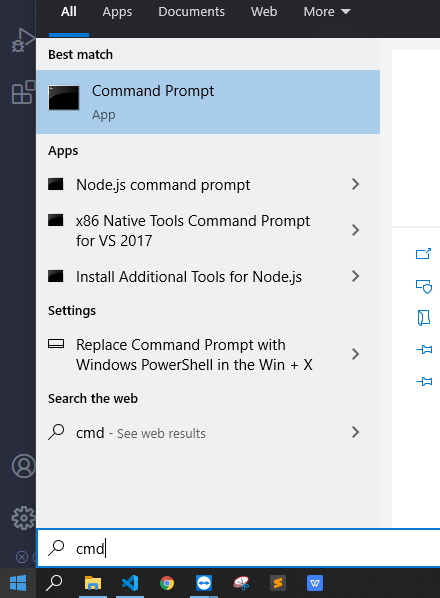 All Apps Documents Web More
Best match
Command Prompt
App
Apps
Node.js command prompt
x86 Native Tools Command Prompt
for VS 2017
Install Additional Tools for Node.js
Settings
Replace Command Prompt with
Windows PowerShell in the Win + X
Search the web
cmd - See web results
cmd